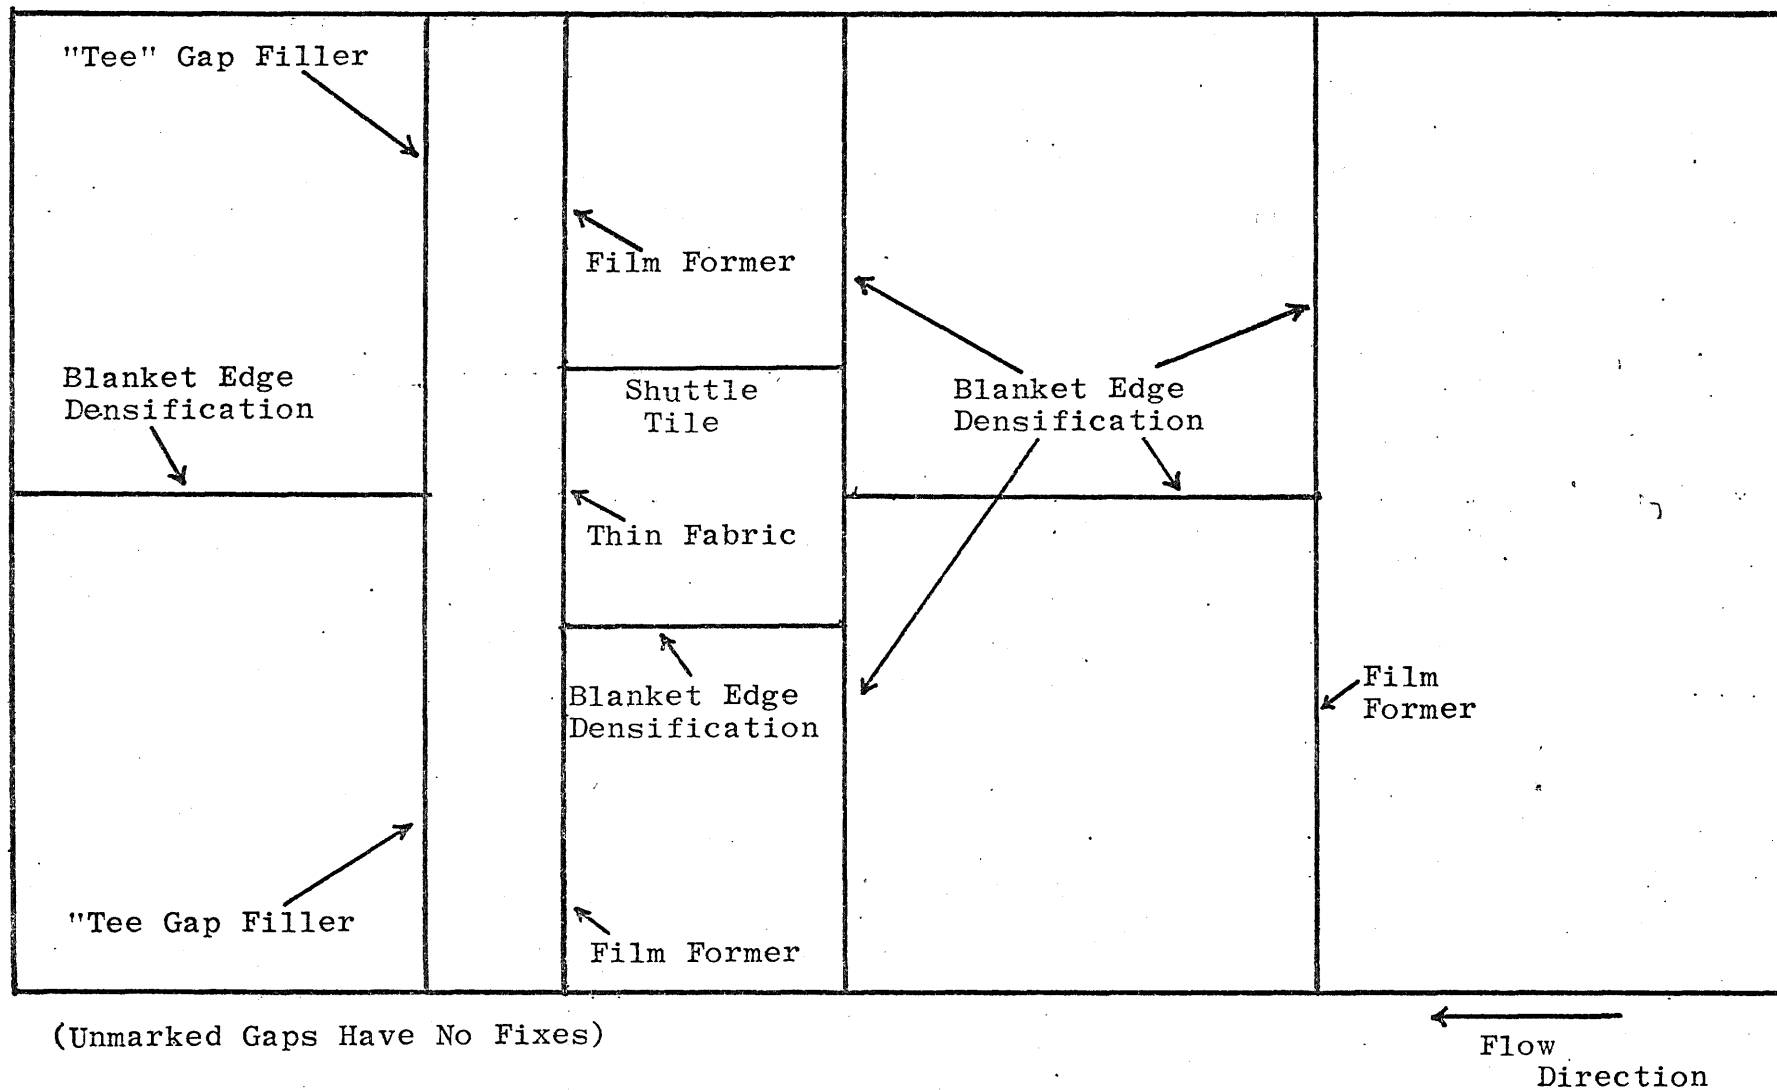 "Tee" Gap Filler
Film Former
Blanket Edge
Densification
Shuttle
Tile
Blanket Edge
Densification
Thin Fabric
Blanket Edge
Densification
Film
Former
"Tee Gap Filler
Film Former
(Unmarked Gaps Have No Fixes)
Flow
Direction